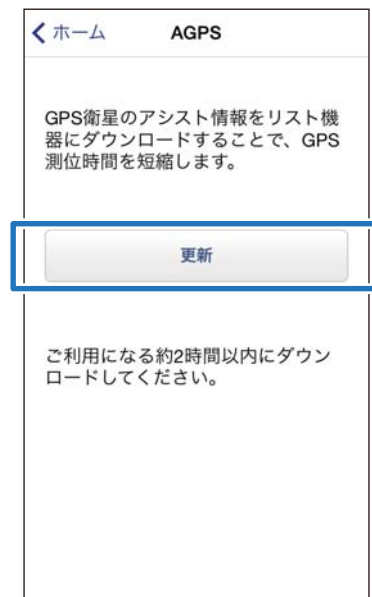 ホーム AGPS
GPS衛星のアシスト情報をリスト機
器にダウンロードすることで、GPS
測位時間を短縮します。
更新
ご利用になる約2時間以内にダウン
ロードしてください。